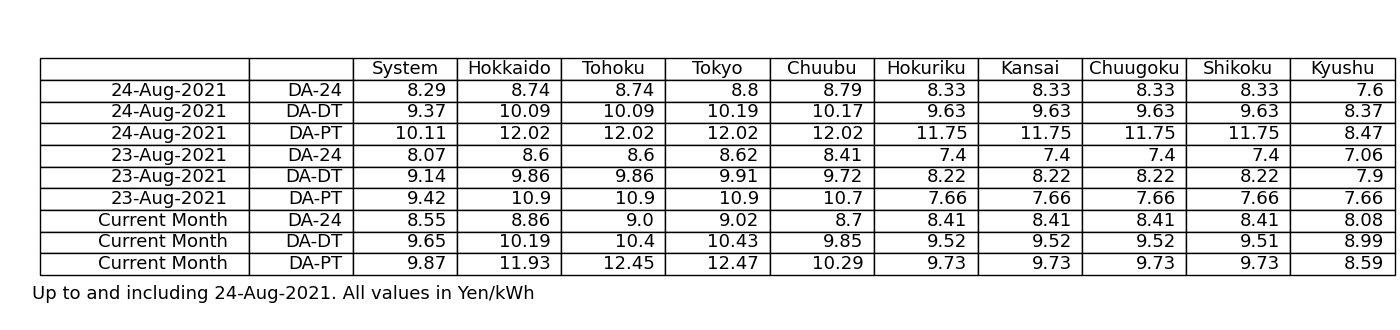 System Hokkaido Tohoku Tokyo Chuubu Hokuriku Kansai Chuugoku Shikoku Kyushu
24-Aug-2021 DA-24 8.29 8.74 8.74 8.8 8.79 8.33 8.33 8.33 8.33 7.6
24-Aug-2021 DA-DT 9.37 10.09 10.09 10.19 10.17 9.63 9.63 9.63 9.63 8.37
24-Aug-2021 DA-PT 10.11 12.02 12.02 12.02 12.02 11.75 11.75 11.75 11.75 8.47
23-Aug-2021 DA-24 8.07 8.6 8.6 8.62 8.41 7.4 7.4 7.4 7.4 7.06
23-Aug-2021 DA-DT 9.14 9.86 9.86 9.91 9.72 8.22 8.22 8.22 8.22 7.9
23-Aug-2021 DA-PT 9.42 10.9 10.9 10.9 10.7 7.66 7.66 7.66 7.66 7.66
Current Month DA-24 8.55 8.86 9.0 9.02 8.7 8.41 8.41 8.41 8.41 8.08
Current Month DA-DT 9.65 10.19 10.4 10.43 9.85 9.52 9.52 9.52 9.51 8.99
Current Month DA-PT 9.87 11.93 12.45 12.47 10.29 9.73 9.73 9.73 9.73 8.59
Up to and including 24-Aug-2021. All values in Yen/kWh